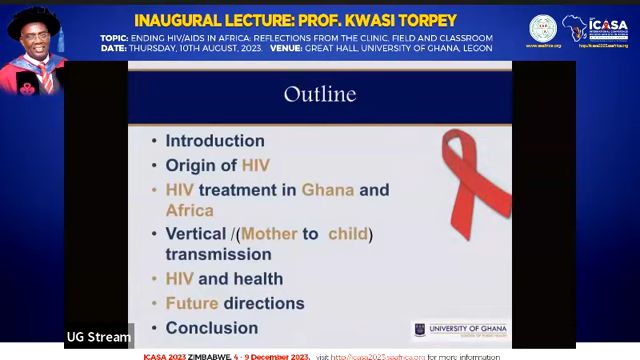 INAUGURAL LECTURE: PROF. KWASI TORPEY
TOPIC: ENDING HIV/AIDS IN AFRICA: REFLECTIONS FROM THE CLINIC, FIELD AND CLASSROOM
DATE: THURSDAY, 10TH AUGUST, 2023. VENUE: GREAT HALL, UNIVERSITY OF GHANA, LEGON
ICASA
Outline
• Introduction
• Origin of HIV
• HIV treatment in Ghana and
Africa
• Vertical /(Mother to child)
transmission
• HIV and health
• Future directions
• Conclusion
UNIVERSITY OF GHANA
UG Stream
ICASA 2023 ZIMBABWE, 4 - 9 December 2023, visit http://icasa2023.saafrica.org for more information